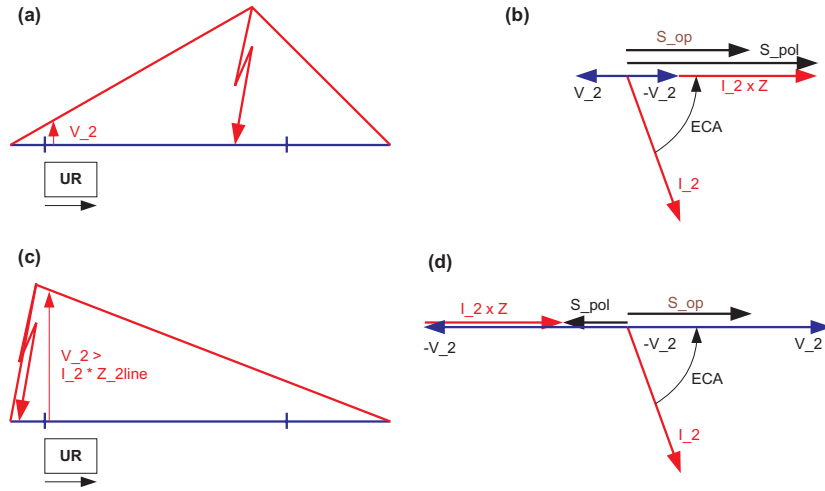 (a)
V_2
UR
(b)
S_op
S_pol
V_2
-V_2
I_2 x Z
ECA
I_2
(c)
V_2 >
I_2 * Z_2line
UR
(d)
I_2 x Z
S_pol
S_op
-V_2
-V_2
V_2
ECA
I_2